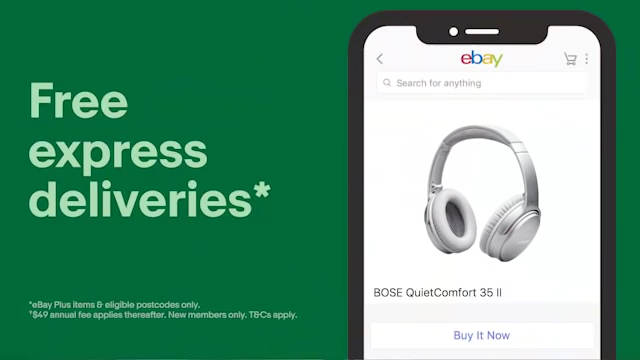 Free
express
deliveries*
*eBay Plus items & eligible postcodes only.
†$49 annual fee applies thereafter. New members only. T&Cs apply.
ebay
Search for anything
BOSE QuietComfort 35 II
Buy It Now